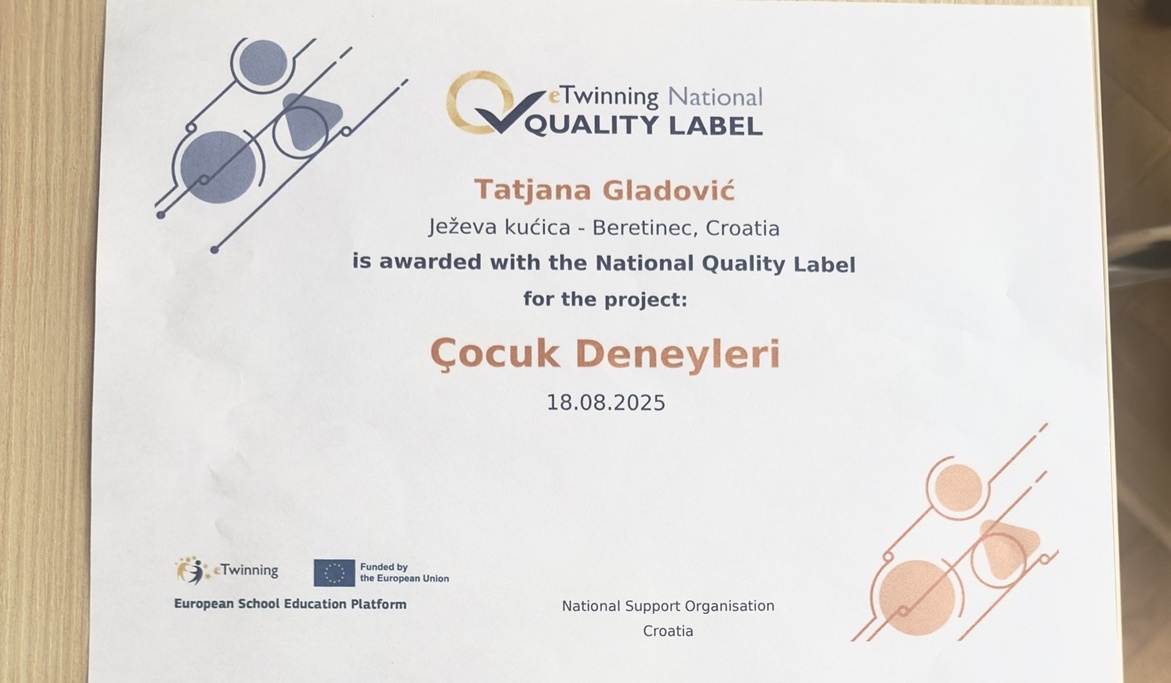 eTwinning National
QUALITY LABEL
Tatjana Gladović
Ježeva kućica - Beretinec, Croatia
is awarded with the National Quality Label
for the project:
Çocuk Deneyleri
18.08.2025
eTwinning
Funded by
the European Union
European School Education Platform
National Support Organisation
Croatia